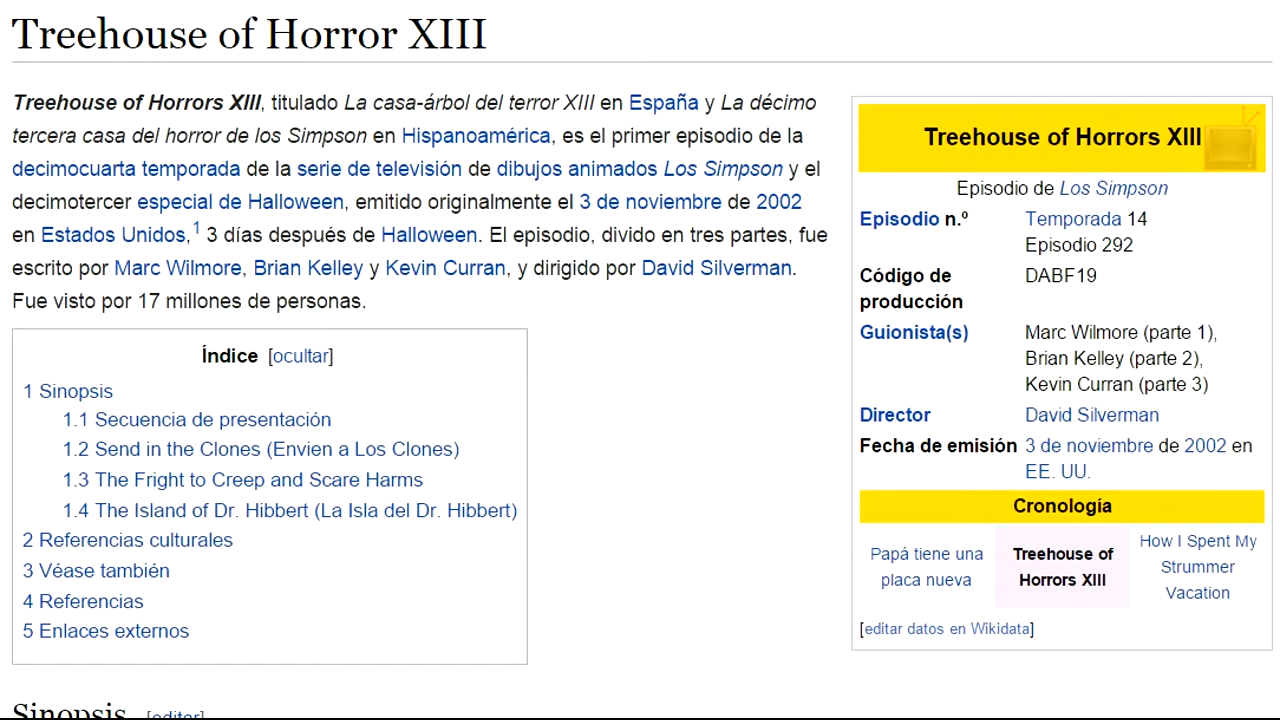 Treehouse of Horror XIII
Treehouse of Horrors XIII, titulado La casa-árbol del terror XIII en España y La décimo
tercera casa del horror de los Simpson en Hispanoamérica, es el primer episodio de la
decimocuarta temporada de la serie de televisión de dibujos animados Los Simpson y el
decimotercer especial de Halloween, emitido originalmente el 3 de noviembre de 2002
en Estados Unidos,1 3 días después de Halloween. El episodio, divido en tres partes, fue
escrito por Marc Wilmore, Brian Kelley y Kevin Curran, y dirigido por David Silverman.
Fue visto por 17 millones de personas.
Índice [ocultar]
1 Sinopsis
1.1 Secuencia de presentación
1.2 Send in the Clones (Envien a Los Clones)
1.3 The Fright to Creep and Scare Harms
1.4 The Island of Dr. Hibbert (La Isla del Dr. Hibbert)
2 Referencias culturales
3 Véase también
4 Referencias
5 Enlaces externos
Treehouse of Horrors XIII
Episodio de Los Simpson
Episodio n.º Temporada 14
Episodio 292
Código de DABF19
producción
Guionista(s) Marc Wilmore (parte 1),
Brian Kelley (parte 2),
Kevin Curran (parte 3)
Director David Silverman
Fecha de emisión 3 de noviembre de 2002 en
EE. UU.
Cronología
Papá tiene una
placa nueva
Treehouse of
Horrors XIII
How I Spent My
Strummer
Vacation
[editar datos en Wikidata]
Sinopsis [editar]